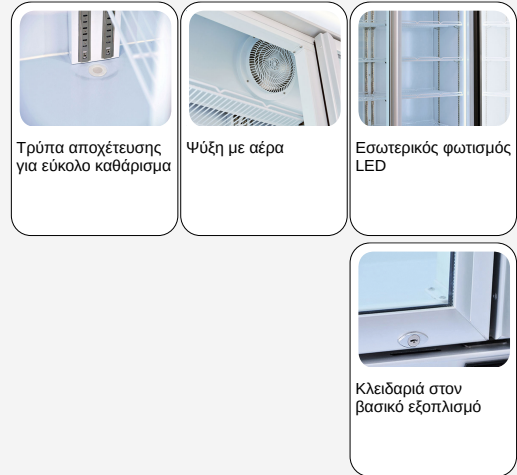 Τρύπα αποχέτευσης
για εύκολο καθάρισμα
Ψύξη με αέρα
Εσωτερικός φωτισμός
LED
Κλειδαριά στον
βασικό εξοπλισμό